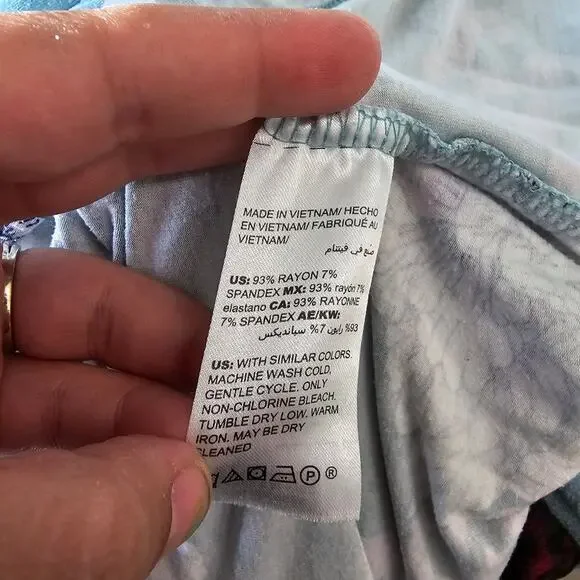 MADE IN VIETNAM/ HECHO
EN VIETNAM/ FABRIQUÉ AU
VIETNAM/
صنع في فيتنام
US: 93% RAYON 7%
SPANDEX MX: 93% rayón 7%
elastano CA: 93% RAYONNE
7% SPANDEX AE/KW:
93% رايون 7% سبانديكس
US: WITH SIMILAR COLORS.
MACHINE WASH COLD,
GENTLE CYCLE. ONLY
NON-CHLORINE BLEACH.
TUMBLE DRY LOW. WARM
IRON. MAY BE DRY
CLEANED
P ®